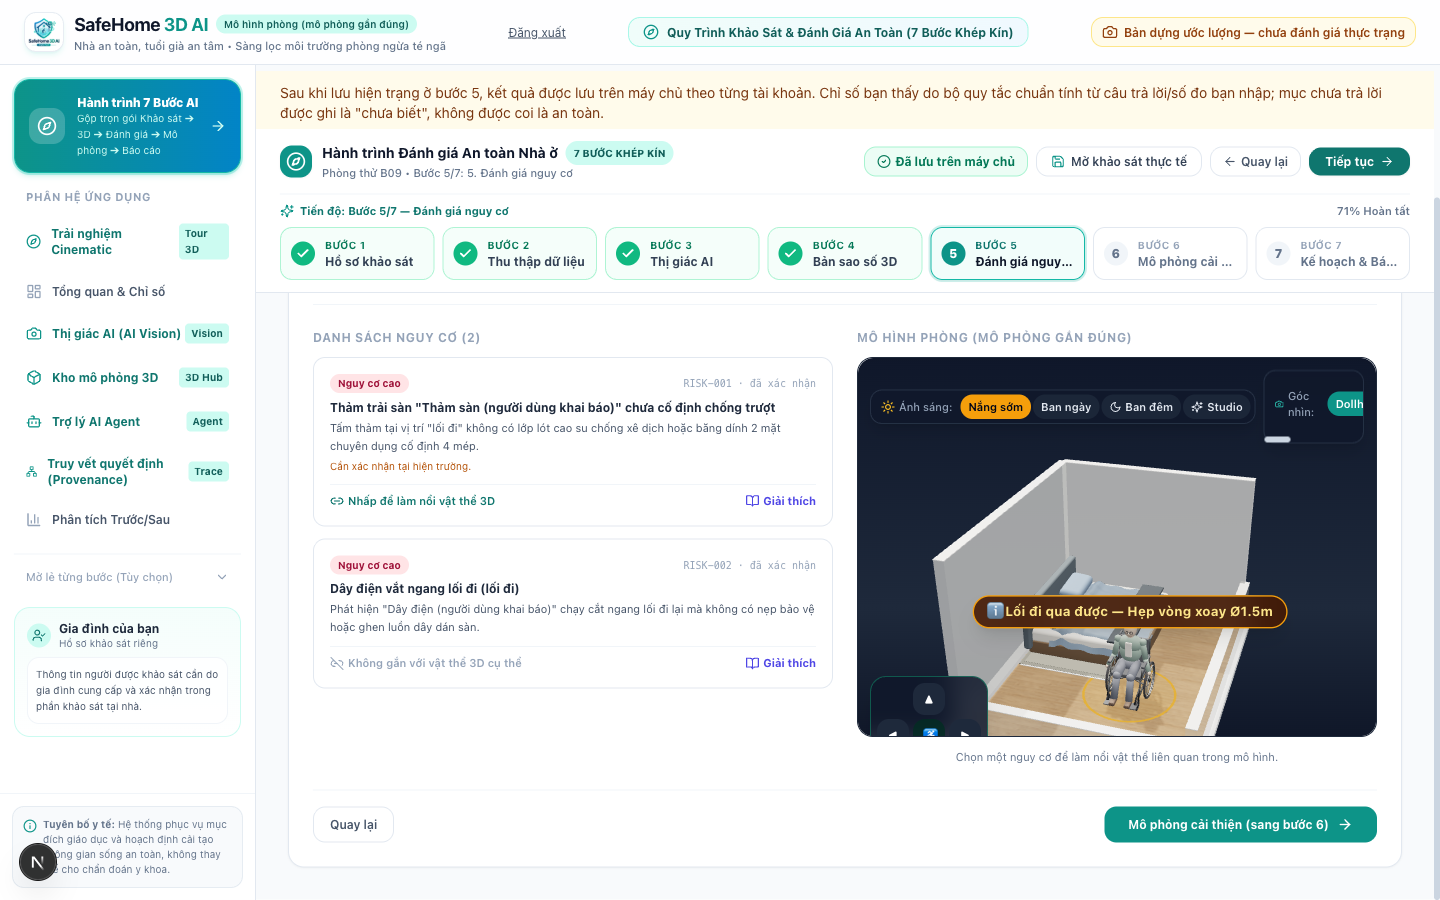 SafeHome 3D AI
Mô hình phòng (mô phỏng gần đúng)
Nhà an toàn, tuổi già an tâm • Sàng lọc môi trường phòng ngừa té ngã
Đăng xuất
Quy Trình Khảo Sát & Đánh Giá An Toàn (7 Bước Khép Kín)
Bản dựng ước lượng — chưa đánh giá thực trạng
Hành trình 7 Bước AI
Gộp trọn gói Khảo sát ➔
3D ➔ Đánh giá ➔ Mô
phỏng ➔ Báo cáo
PHÂN HỆ ỨNG DỤNG
Trải nghiệm
Cinematic
Tour
3D
Tổng quan & Chỉ số
Thị giác AI (AI Vision)
Vision
Kho mô phỏng 3D
3D Hub
Trợ lý AI Agent
Agent
Truy vết quyết định
(Provenance)
Trace
Phân tích Trước/Sau
Mở lẻ từng bước (Tùy chọn)
Gia đình của bạn
Hồ sơ khảo sát riêng
Thông tin người được khảo sát cần do
gia đình cung cấp và xác nhận trong
phần khảo sát tại nhà.
Tuyên bố y tế: Hệ thống phục vụ mục
đích giáo dục và hoạch định cải tạo
ông gian sống an toàn, không thay
cho chẩn đoán y khoa.
N
Sau khi lưu hiện trạng ở bước 5, kết quả được lưu trên máy chủ theo từng tài khoản. Chỉ số bạn thấy do bộ quy tắc chuẩn tính từ câu trả lời/số đo bạn nhập; mục chưa trả lời
được ghi là "chưa biết", không được coi là an toàn.
Hành trình Đánh giá An toàn Nhà ở
7 BƯỚC KHÉP KÍN
Phòng thử B09 • Bước 5/7: 5. Đánh giá nguy cơ
Đã lưu trên máy chủ
Mở khảo sát thực tế
Quay lại
Tiếp tục
Tiến độ: Bước 5/7 — Đánh giá nguy cơ
71% Hoàn tất
BƯỚC 1
Hồ sơ khảo sát
BƯỚC 2
Thu thập dữ liệu
BƯỚC 3
Thị giác AI
BƯỚC 4
Bản sao số 3D
5
BƯỚC 5
Đánh giá nguy...
6
BƯỚC 6
Mô phỏng cải ...
7
BƯỚC 7
Kế hoạch & Bá...
DANH SÁCH NGUY CƠ (2)
Nguy cơ cao
RISK-001 · đã xác nhận
Thảm trải sàn "Thảm sàn (người dùng khai báo)" chưa cố định chống trượt
Tấm thảm tại vị trí "lối đi" không có lớp lót cao su chống xê dịch hoặc băng dính 2 mặt
chuyên dụng cố định 4 mép.
Cần xác nhận tại hiện trường.
Nhấp để làm nổi vật thể 3D
Giải thích
Nguy cơ cao
RISK-002 · đã xác nhận
Dây điện vắt ngang lối đi (lối đi)
Phát hiện "Dây điện (người dùng khai báo)" chạy cắt ngang lối đi lại mà không có nẹp bảo vệ
hoặc ghen luồn dây dán sàn.
Không gắn với vật thể 3D cụ thể
Giải thích
MÔ HÌNH PHÒNG (MÔ PHỎNG GẦN ĐÚNG)
Ánh sáng:
Nắng sớm
Ban ngày
Ban đêm
Studio
Góc
nhìn:
Dollh
Lối đi qua được — Hẹp vòng xoay Ø1.5m
Chọn một nguy cơ để làm nổi vật thể liên quan trong mô hình.
Quay lại
Mô phỏng cải thiện (sang bước 6)